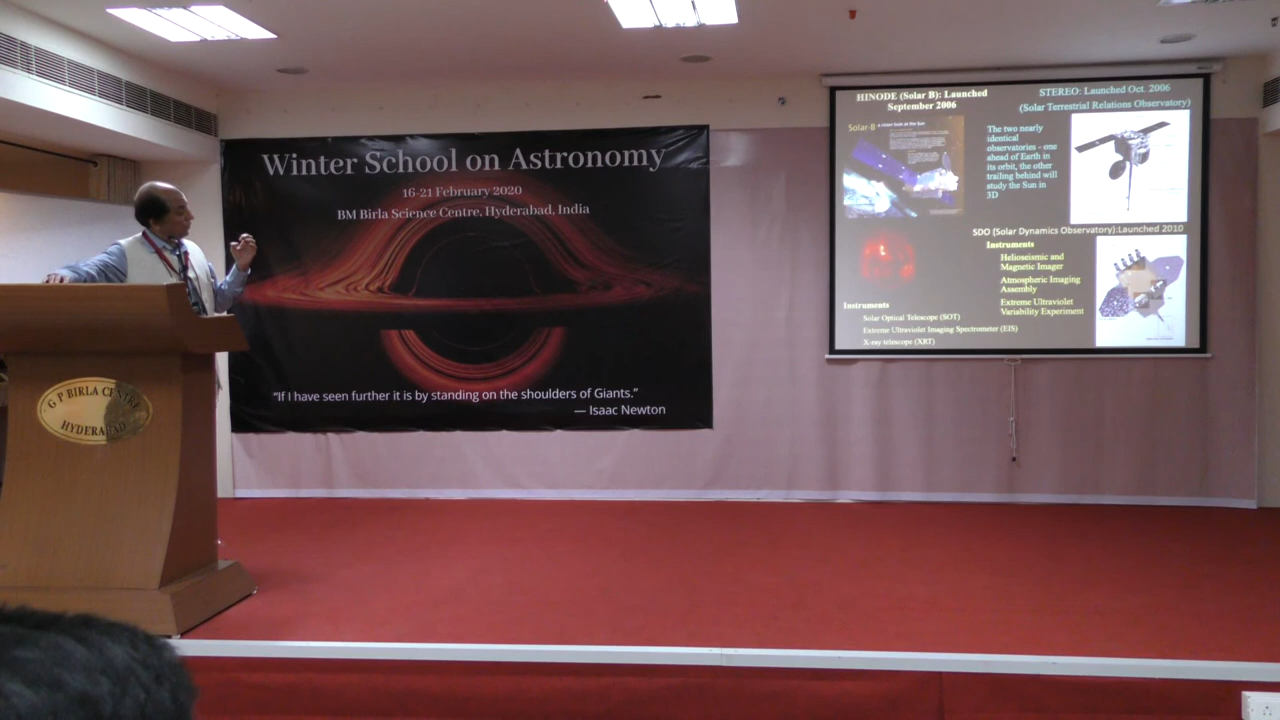 Winter School on Astronomy
16-21 February 2020
BM Birla Science Centre, Hyderabad, India
"If I have seen further it is by standing on the shoulders of Giants."
— Isaac Newton
G P BIRLA CENTRE
HYDERABAD
HINODE (Solar B): Launched
September 2006
Solar-B a closer look at the Sun
Instruments
Solar Optical Telescope (SOT)
Extreme Ultraviolet Imaging Spectrometer (EIS)
X-ray telescope (XRT)
STEREO: Launched Oct. 2006
(Solar Terrestrial Relations Observatory)
The two nearly
identical
observatories - one
ahead of Earth in
its orbit, the other
trailing behind will
study the Sun in
3D
SDO (Solar Dynamics Observatory):Launched 2010
Instruments
Helioseismic and
Magnetic Imager
Atmospheric Imaging
Assembly
Extreme Ultraviolet
Variability Experiment